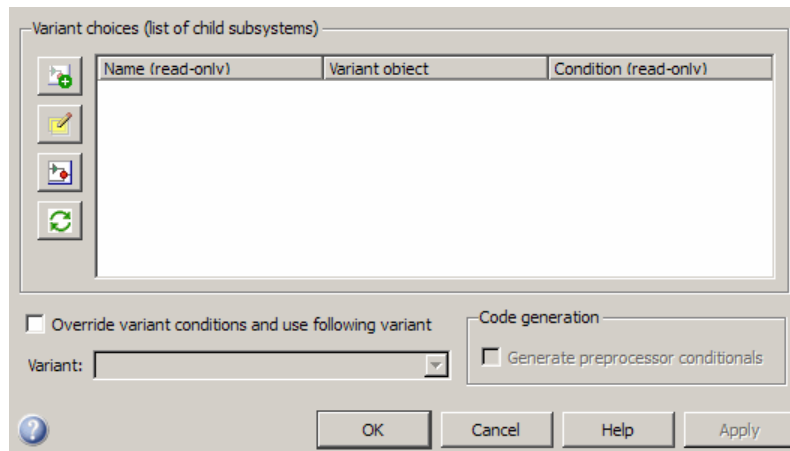 Variant choices (list of child subsystems)
Name (read-only) Variant object Condition (read-only)
Override variant conditions and use following variant
Variant:
Code generation
Generate preprocessor conditionals
OK Cancel Help Apply